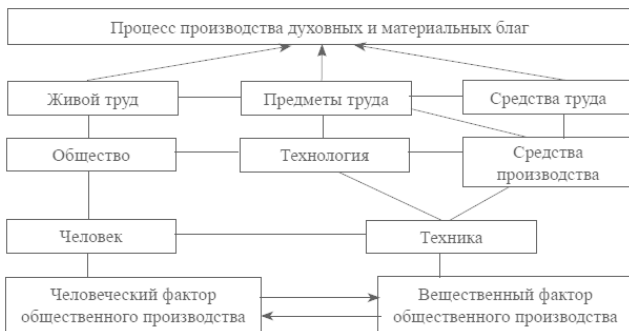 Процесс производства духовных и материальных благ
Живой труд
Предметы труда
Средства труда
Общество
Технология
Средства
производства
Человек
Техника
Человеческий фактор
общественного производства
Вещественный фактор
общественного производства